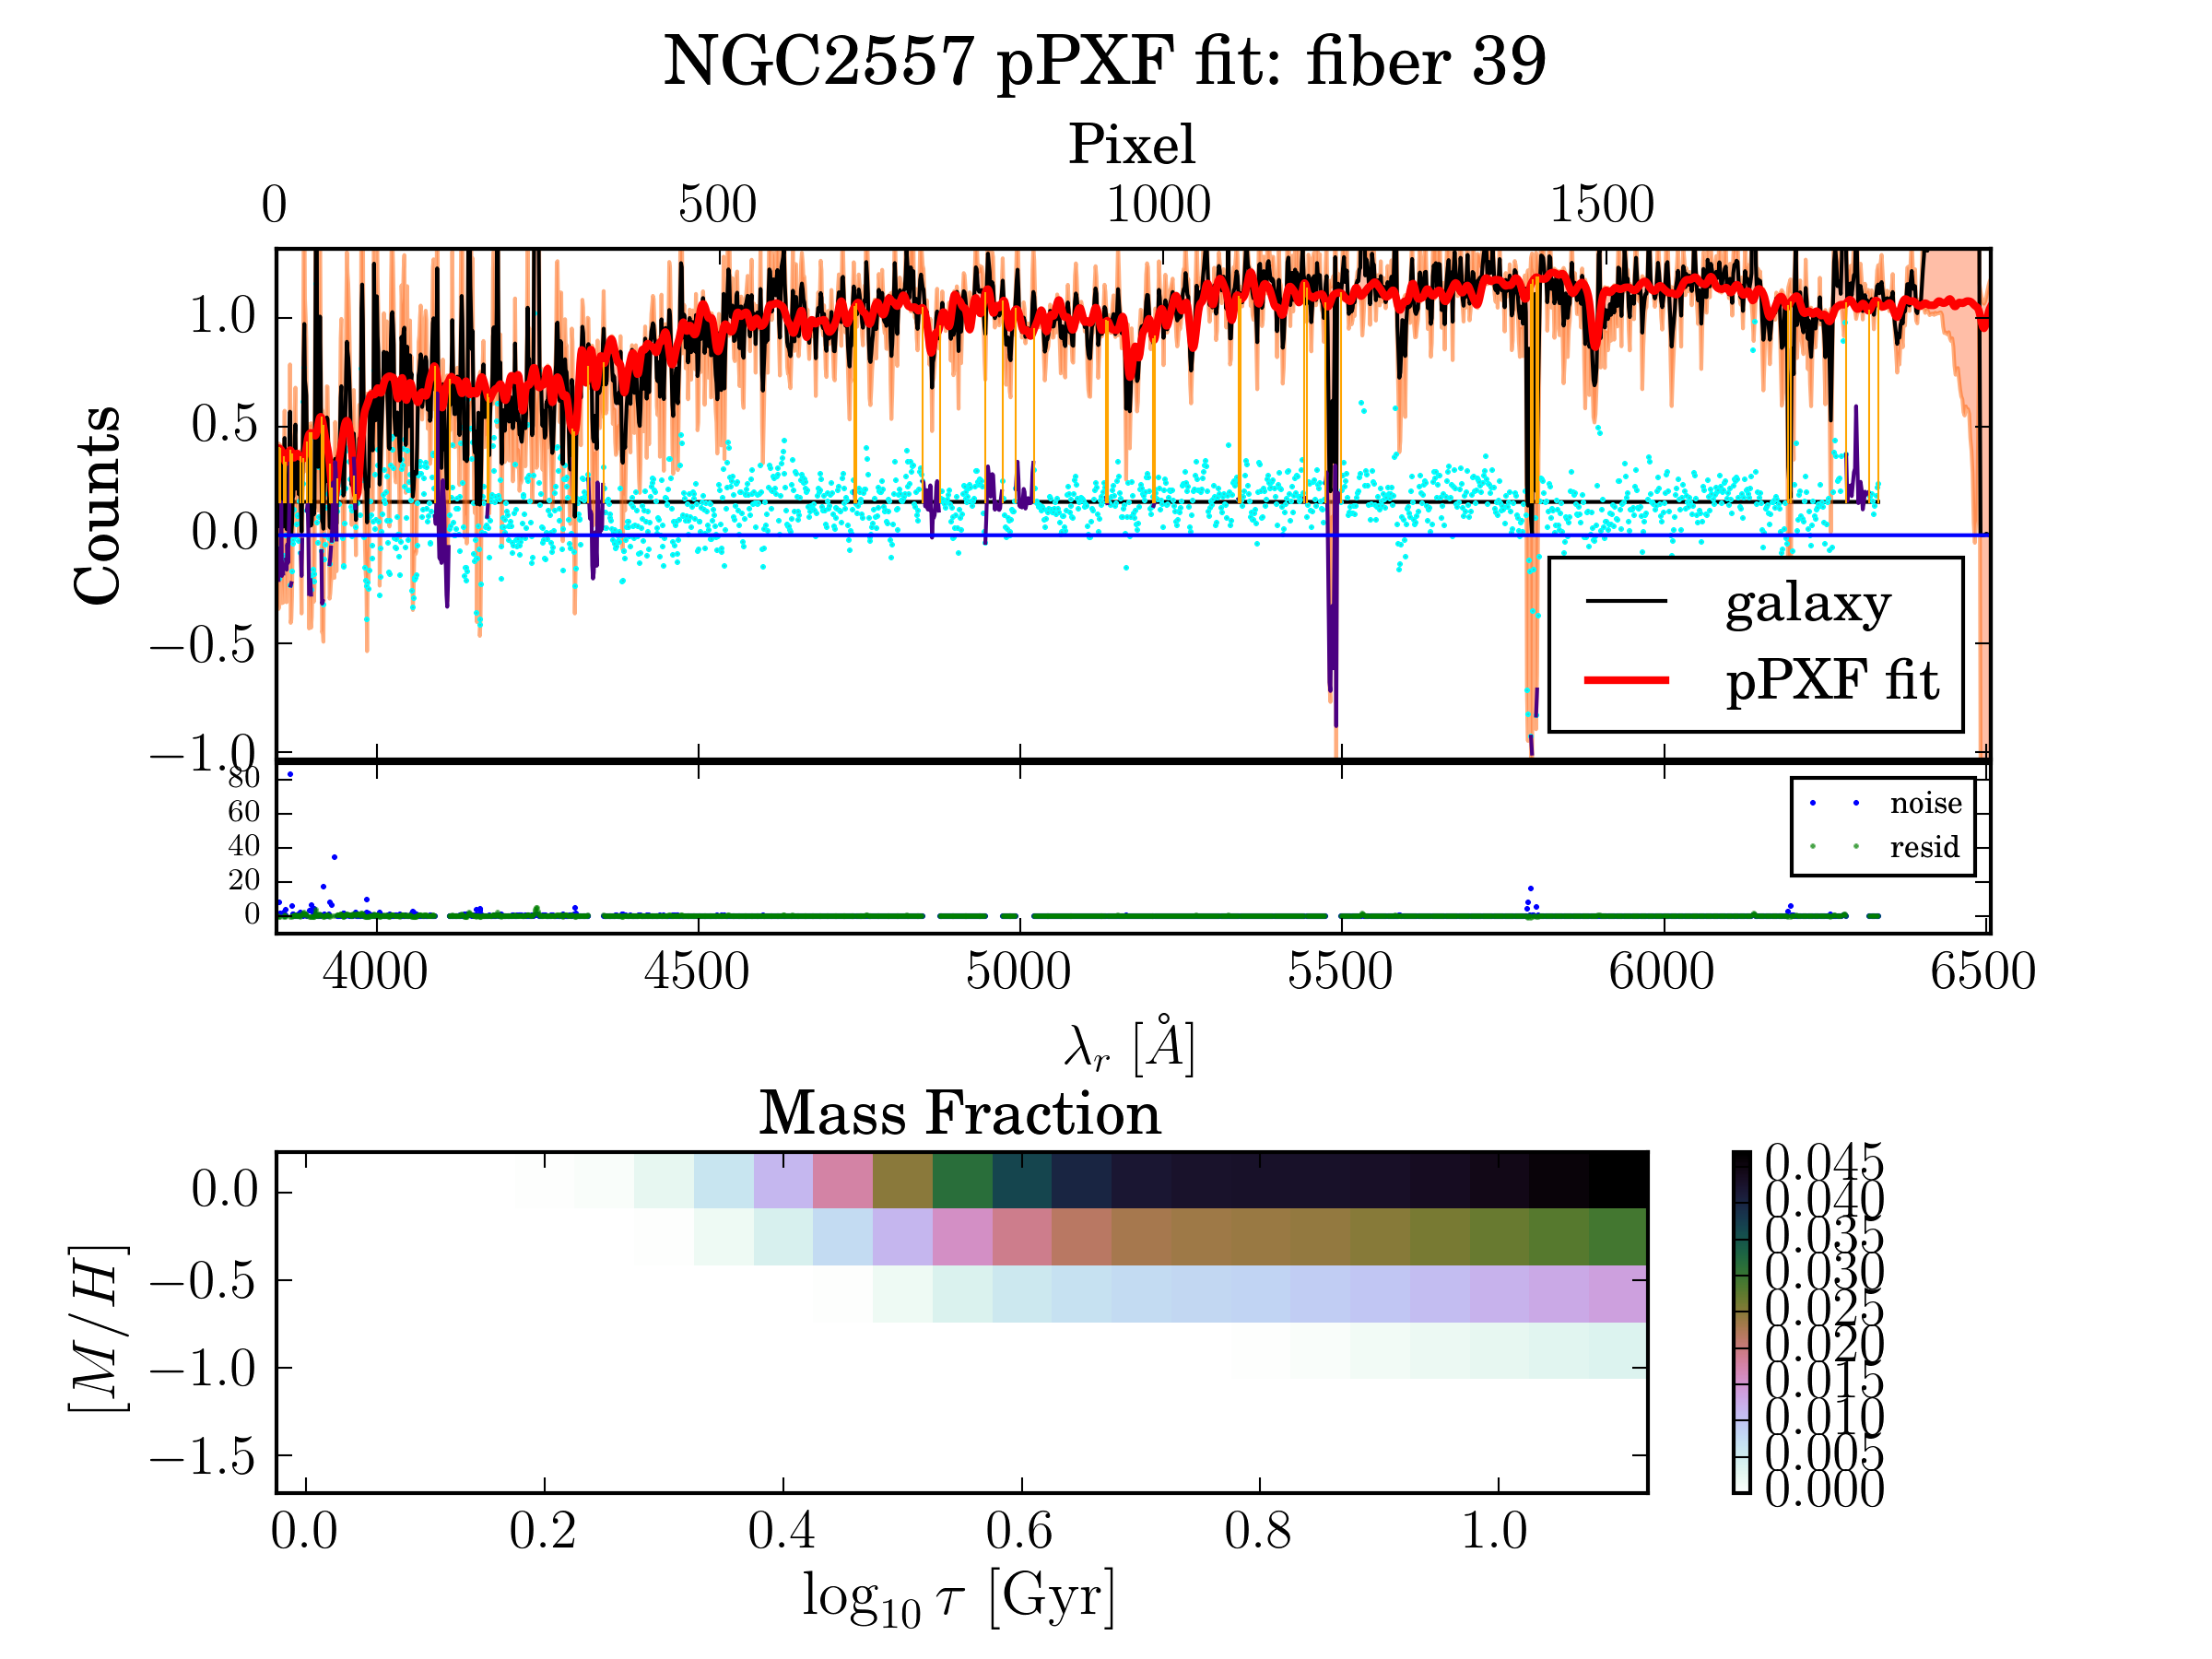 NGC2557 pPXF fit: fiber 39
Pixel
0 500 1000 1500
Counts
1.0
0.5
0.0
−0.5
−1.0
galaxy
pPXF fit
80
60
40
20
0
noise
resid
4000 4500 5000 5500 6000 6500
λr [Å]
Mass Fraction
[M/H]
0.0
−0.5
−1.0
−1.5
0.0 0.2 0.4 0.6 0.8 1.0
log10 τ [Gyr]
0.045
0.040
0.035
0.030
0.025
0.020
0.015
0.010
0.005
0.000